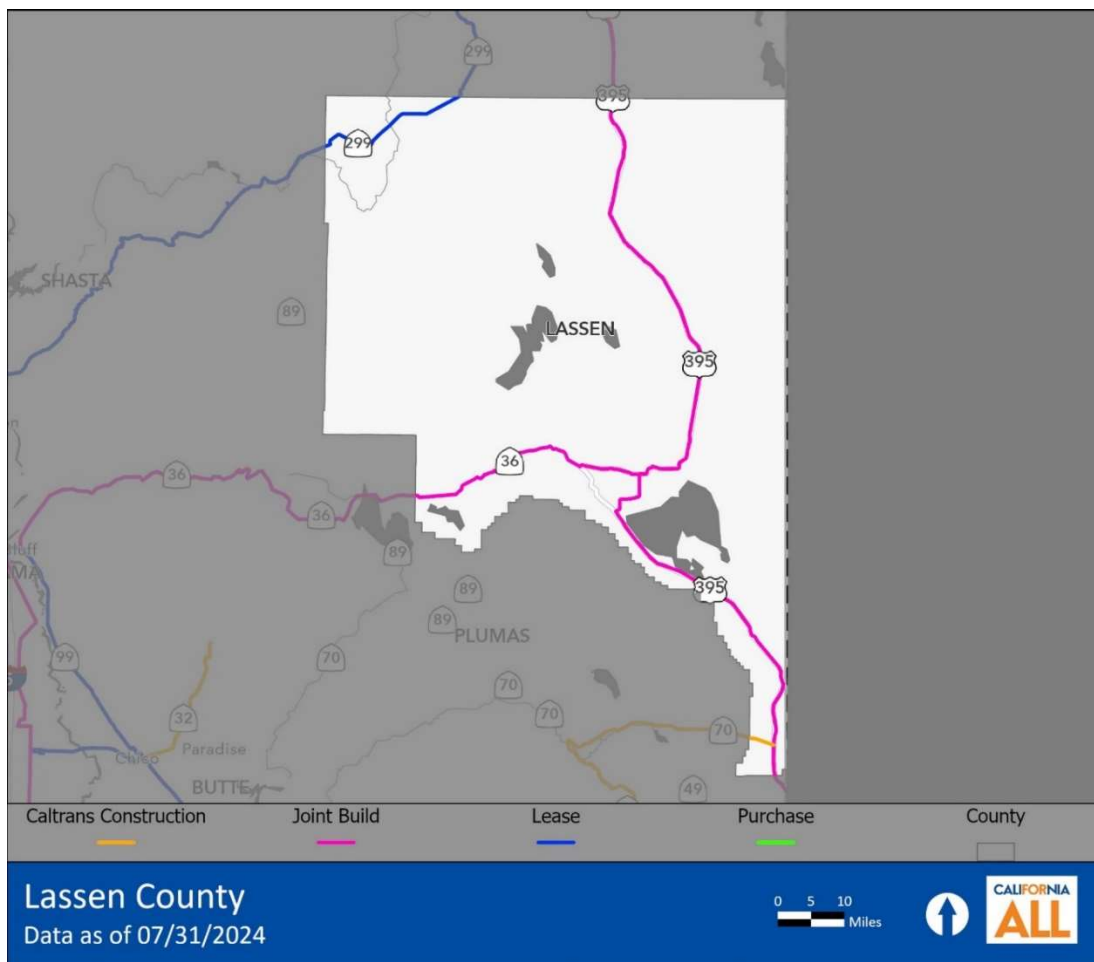 299
395
299
SHASTA
89
LASSEN
395
36
36
36
89
395
89
89
PLUMAS
99
70
70
32
70
70
Chico
Paradise
BUTTE
49
Caltrans Construction
Joint Build
Lease
Purchase
County
Lassen County
Data as of 07/31/2024
0 5 10
Miles
CALIFORNIA
ALL